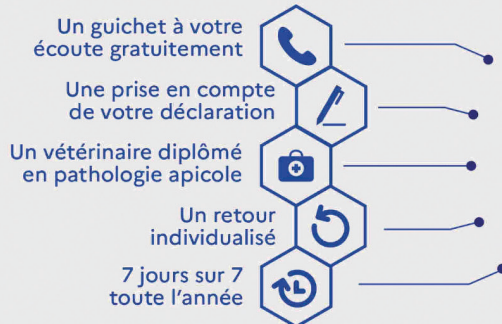 Un guichet à votre
écoute gratuitement
Une prise en compte
de votre déclaration
Un vétérinaire diplômé
en pathologie apicole
Un retour
individualisé
7 jours sur 7
toute l'année